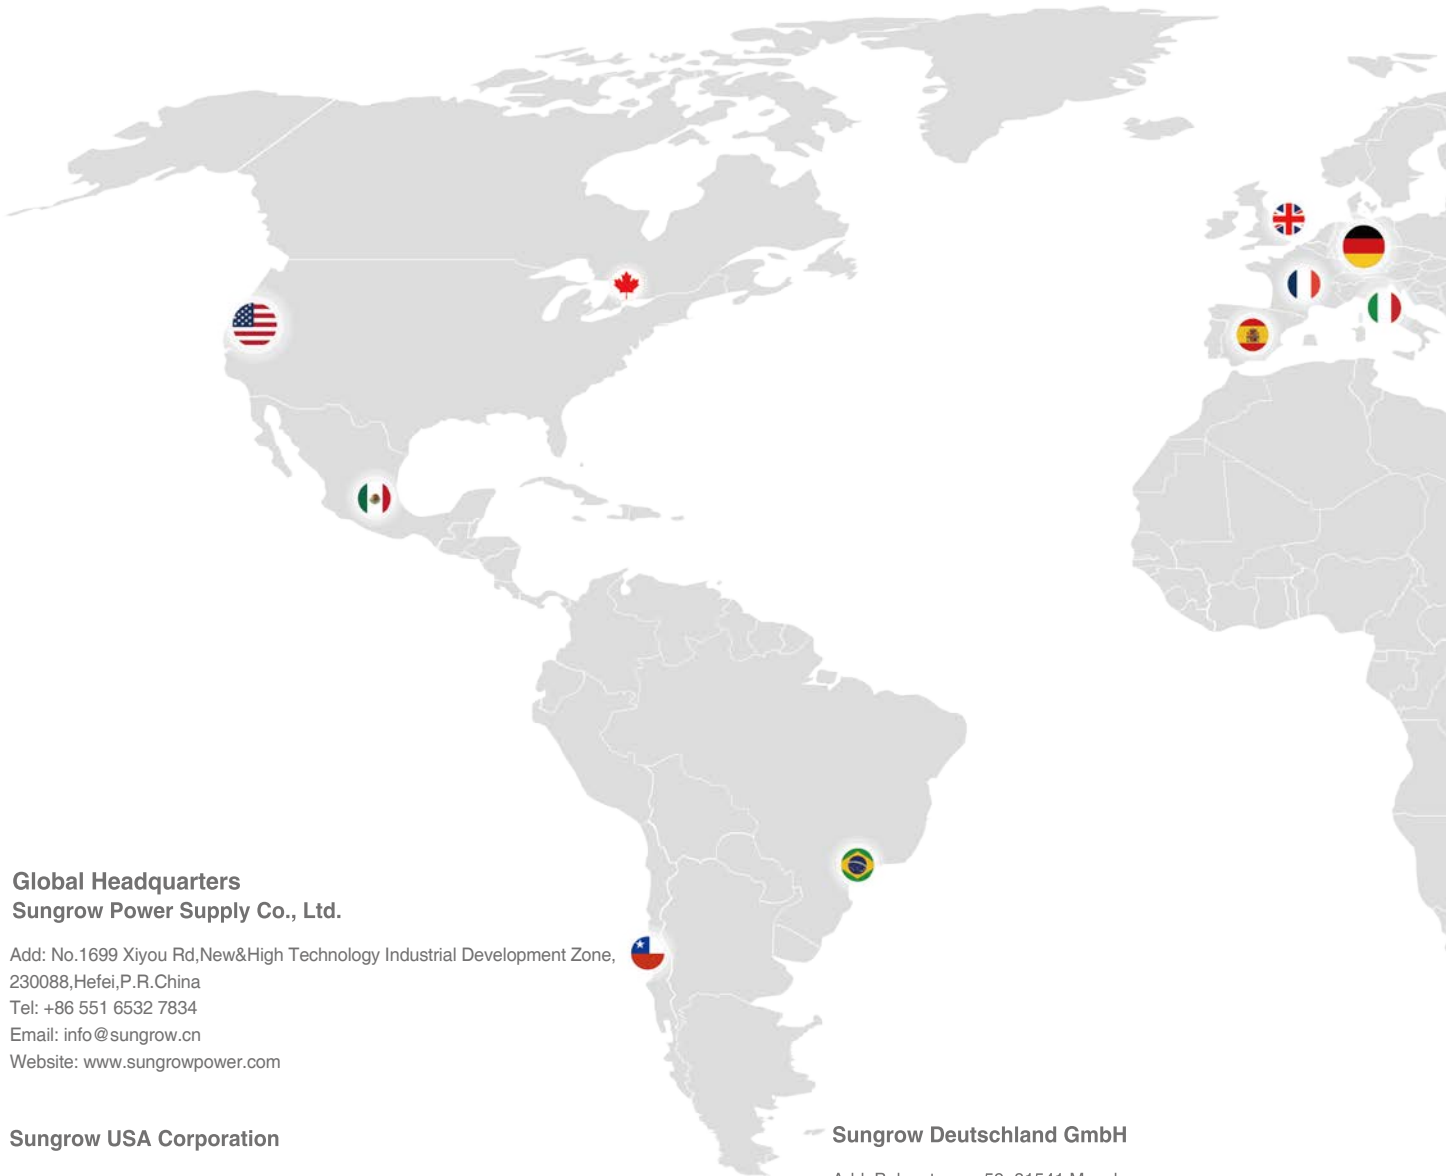 Global Headquarters
Sungrow Power Supply Co., Ltd.
Add: No.1699 Xiyou Rd,New&High Technology Industrial Development Zone,
230088,Hefei,P.R.China
Tel: +86 551 6532 7834
Email: info@sungrow.cn
Website: www.sungrowpower.com
Sungrow USA Corporation
Sungrow Deutschland GmbH